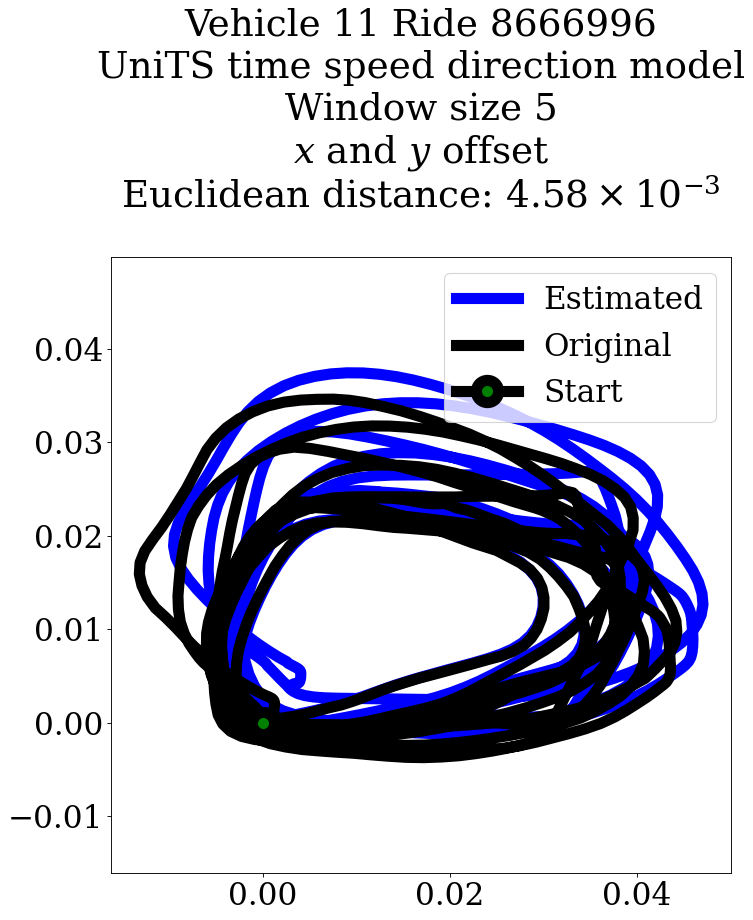 Vehicle 11 Ride 8666996
UniTS time speed direction model
Window size 5
x and y offset
Euclidean distance: 4.58 × 10⁻³
Estimated
Original
Start
0.04
0.03
0.02
0.01
0.00
−0.01
0.00 0.02 0.04